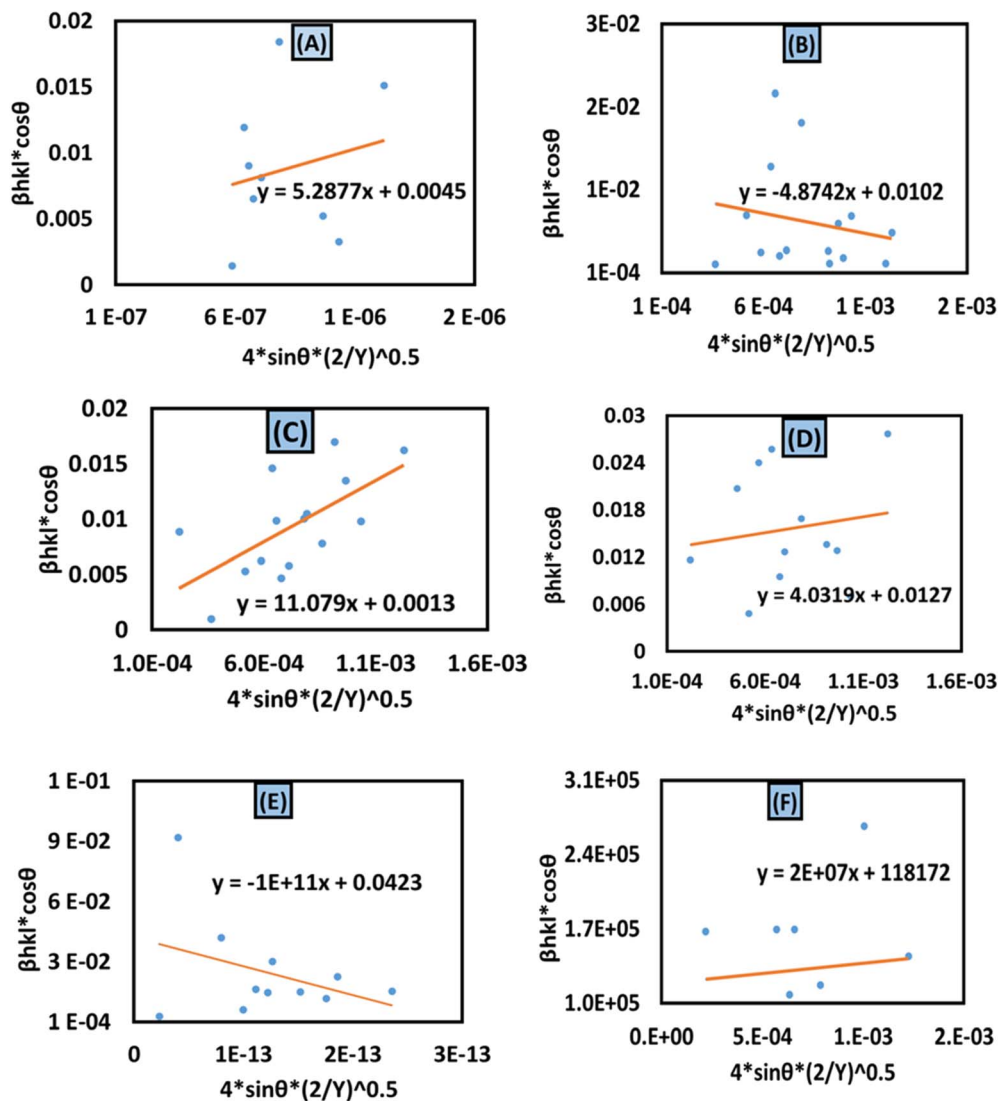 (A)
0.02
0.015
0.01
0.005
0
βhkl*cosθ
y = 5.2877x + 0.0045
1 E-07
6 E-07
1 E-06
2 E-06
4*sinθ*(2/Y)^0.5
(B)
3E-02
2E-02
1E-02
1E-04
βhkl*cosθ
y = -4.8742x + 0.0102
1 E-04
6 E-04
1 E-03
2 E-03
4*sinθ*(2/Y)^0.5
(C)
0.02
0.015
0.01
0.005
0
βhkl*cosθ
y = 11.079x + 0.0013
1.0E-04
6.0E-04
1.1E-03
1.6E-03
4*sinθ*(2/Y)^0.5
(D)
0.03
0.024
0.018
0.012
0.006
0
βhkl*cosθ
y = 4.0319x + 0.0127
1.0E-04
6.0E-04
1.1E-03
1.6E-03
4*sinθ*(2/Y)^0.5
(E)
1 E-01
9 E-02
6 E-02
3 E-02
1 E-04
βhkl*cosθ
y = -1E+11x + 0.0423
0
1E-13
2E-13
3E-13
4*sinθ*(2/Y)^0.5
(F)
3.1E+05
2.4E+05
1.7E+05
1.0E+05
βhkl*cosθ
y = 2E+07x + 118172
0.E+00
5.E-04
1.E-03
2.E-03
4*sinθ*(2/Y)^0.5